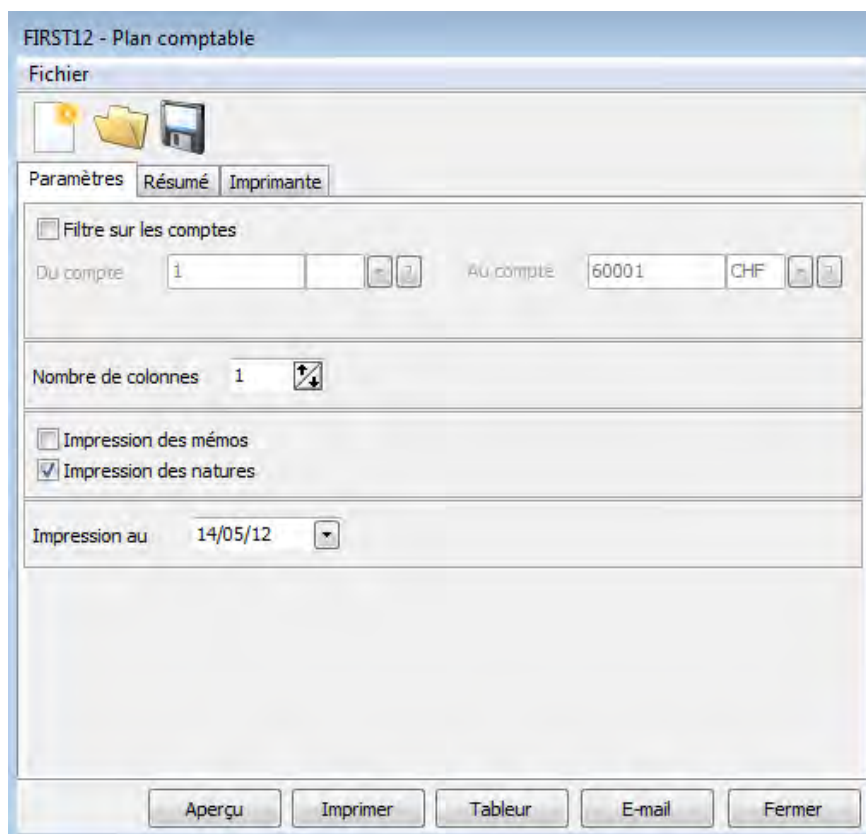 FIRST12 - Plan comptable
Fichier
Paramètres Résumé Imprimante
Filtre sur les comptes
Du compte 1 ? Au compte 60001 CHF ?
Nombre de colonnes 1
Impression des mémos
Impression des natures
Impression au 14/05/12
Aperçu Imprimer Tableur E-mail Fermer